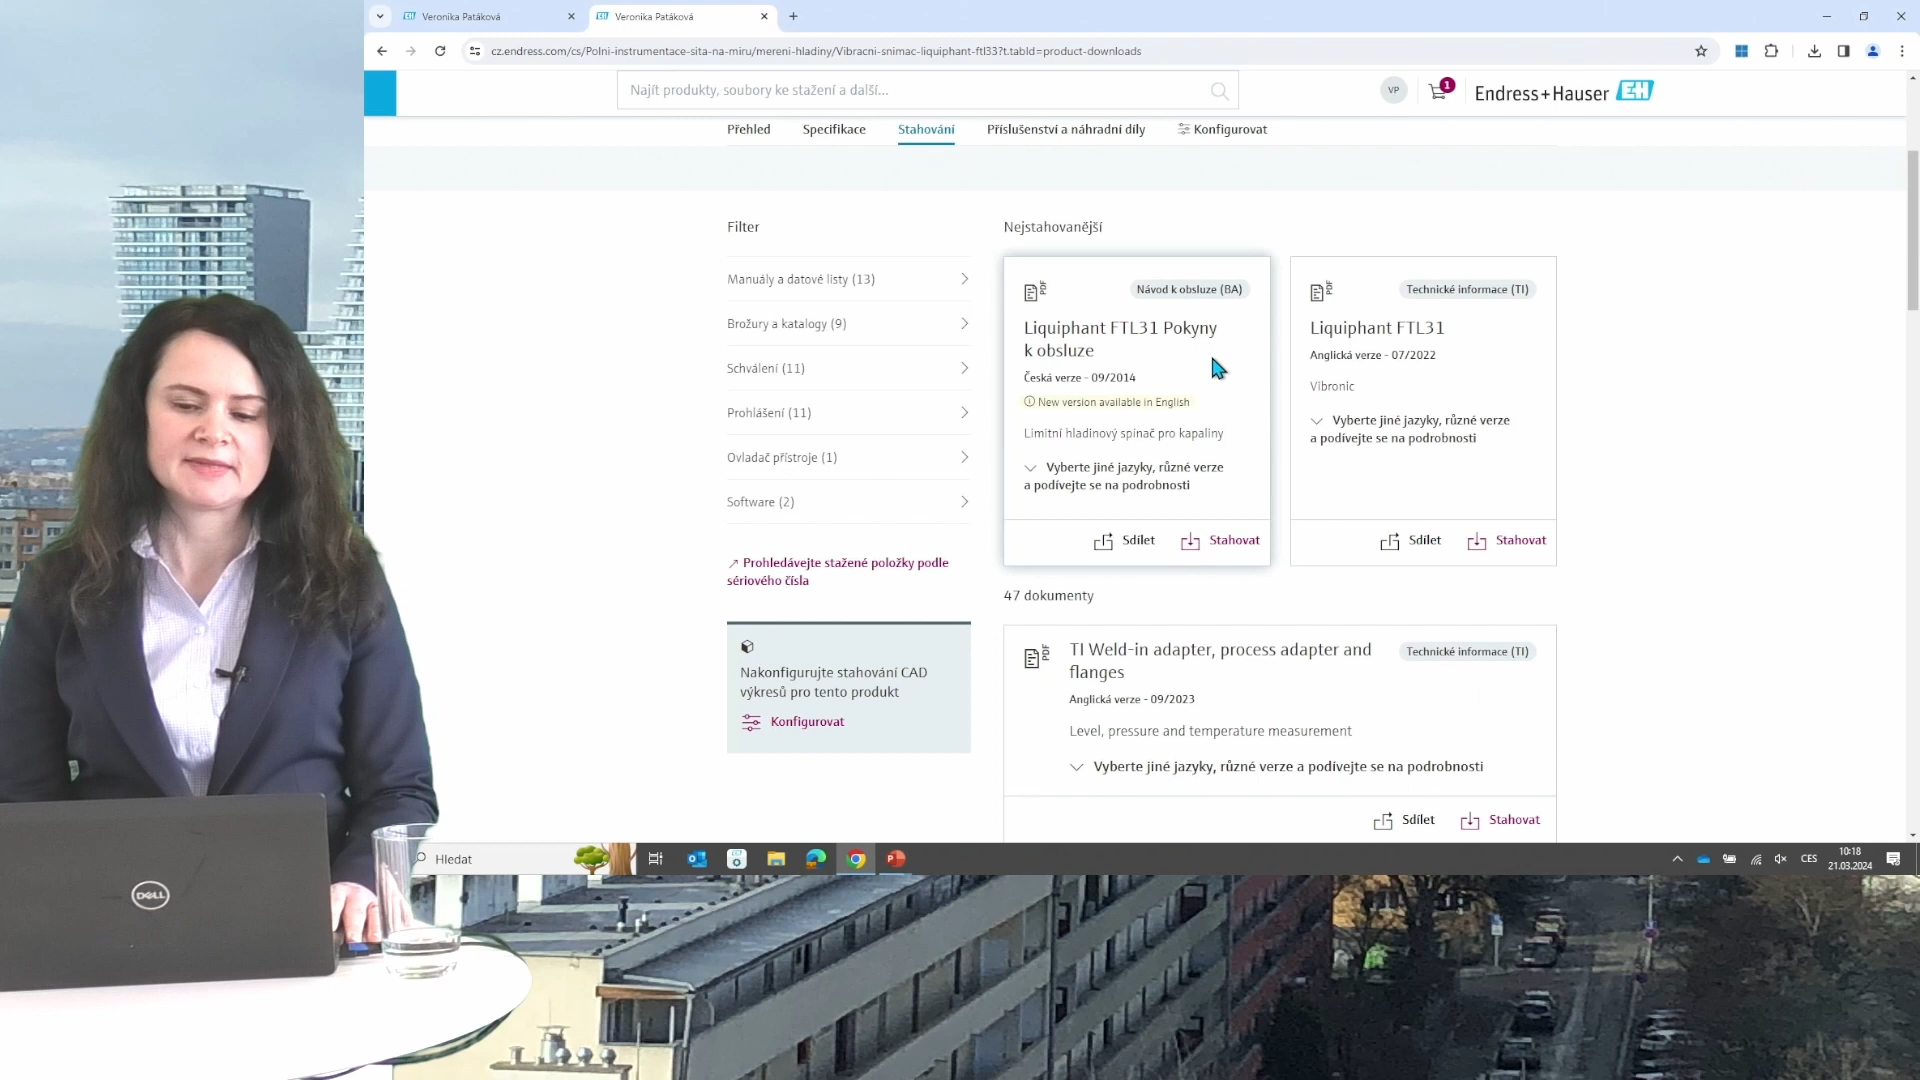 Veronika Patáková
Veronika Patáková
cz.endress.com/cs/Polni-instrumentace-sita-na-miru/mereni-hladiny/Vibracni-snimac-liquiphant-ftl33?t.tabId=product-downloads
Najít produkty, soubory ke stažení a další...
VP
1
Endress+Hauser EH
Přehled
Specifikace
Stahování
Příslušenství a náhradní díly
Konfigurovat
Filter
Manuály a datové listy (13)
Brožury a katalogy (9)
Schválení (11)
Prohlášení (11)
Ovladač přístroje (1)
Software (2)
Prohledávejte stažené položky podle
sériového čísla
Nakonfigurujte stahování CAD
výkresů pro tento produkt
Konfigurovat
Nejstahovanější
PDF
Návod k obsluze (BA)
Liquiphant FTL31 Pokyny
k obsluze
Česká verze - 09/2014
New version available in English
Limitní hladinový spínač pro kapaliny
Vyberte jiné jazyky, různé verze
a podívejte se na podrobnosti
Sdílet
Stahovat
PDF
Technické informace (TI)
Liquiphant FTL31
Anglická verze - 07/2022
Vibronic
Vyberte jiné jazyky, různé verze
a podívejte se na podrobnosti
Sdílet
Stahovat
47 dokumenty
PDF
TI Weld-in adapter, process adapter and
flanges
Technické informace (TI)
Anglická verze - 09/2023
Level, pressure and temperature measurement
Vyberte jiné jazyky, různé verze a podívejte se na podrobnosti
Sdílet
Stahovat
Hledat
CES
10:18
21.03.2024
DELL